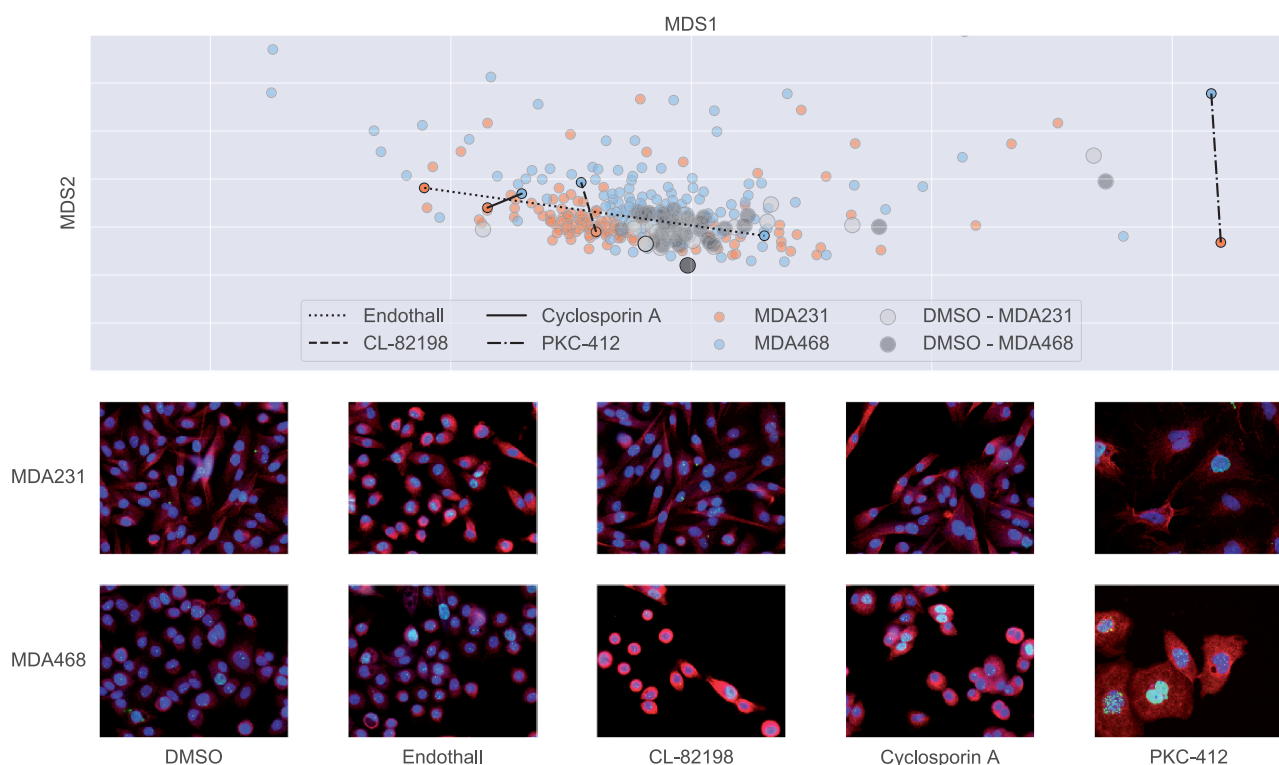 MDS1
MDS2
Endothall Cyclosporin A MDA231 DMSO - MDA231
CL-82198 PKC-412 MDA468 DMSO - MDA468
MDA231
MDA468
DMSO Endothall CL-82198 Cyclosporin A PKC-412